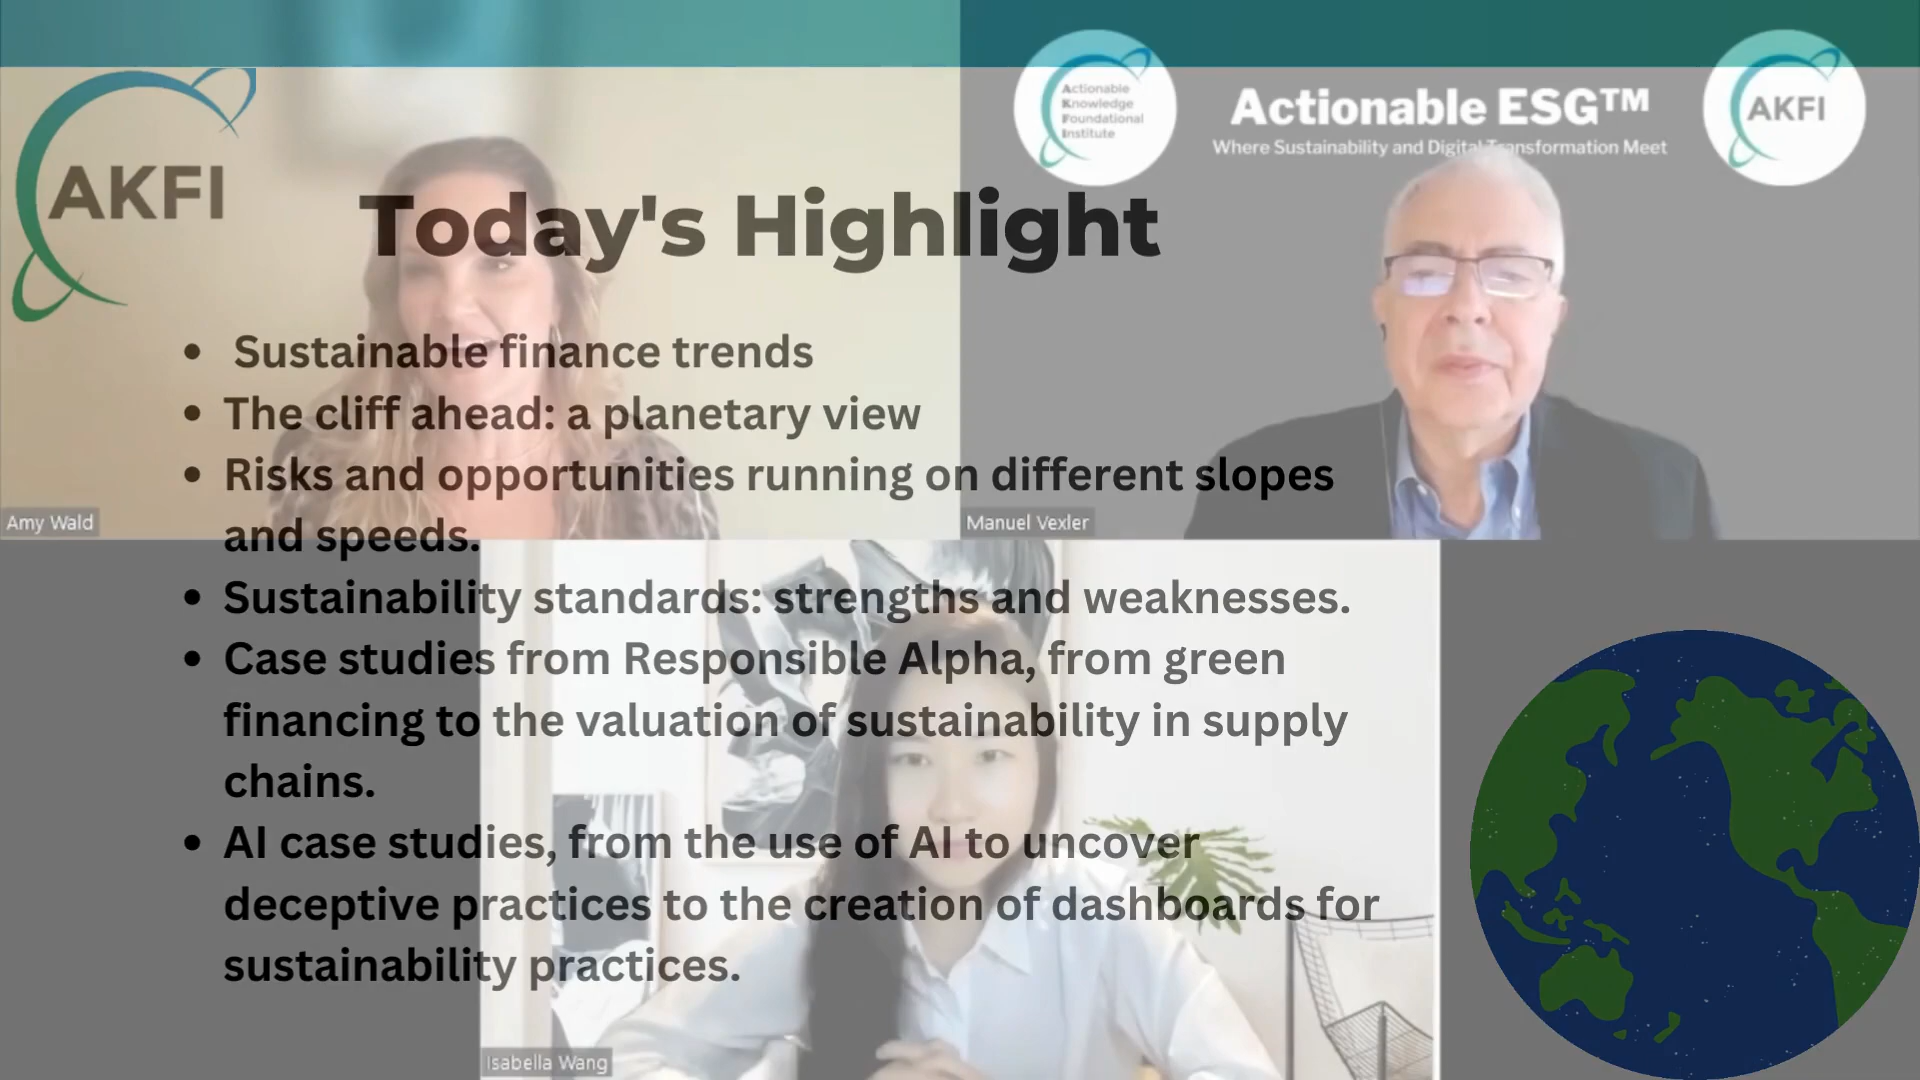 Actionable
Knowledge
Foundational
Institute
Actionable ESG™
Where Sustainability and Digital Transformation Meet
AKFI
AKFI
Today's Highlight
• Sustainable finance trends
• The cliff ahead: a planetary view
• Risks and opportunities running on different slopes
and speeds.
Amy Wald
Manuel Vexler
• Sustainability standards: strengths and weaknesses.
• Case studies from Responsible Alpha, from green
financing to the valuation of sustainability in supply
chains.
• AI case studies, from the use of AI to uncover
deceptive practices to the creation of dashboards for
sustainability practices.
Isabella Wang